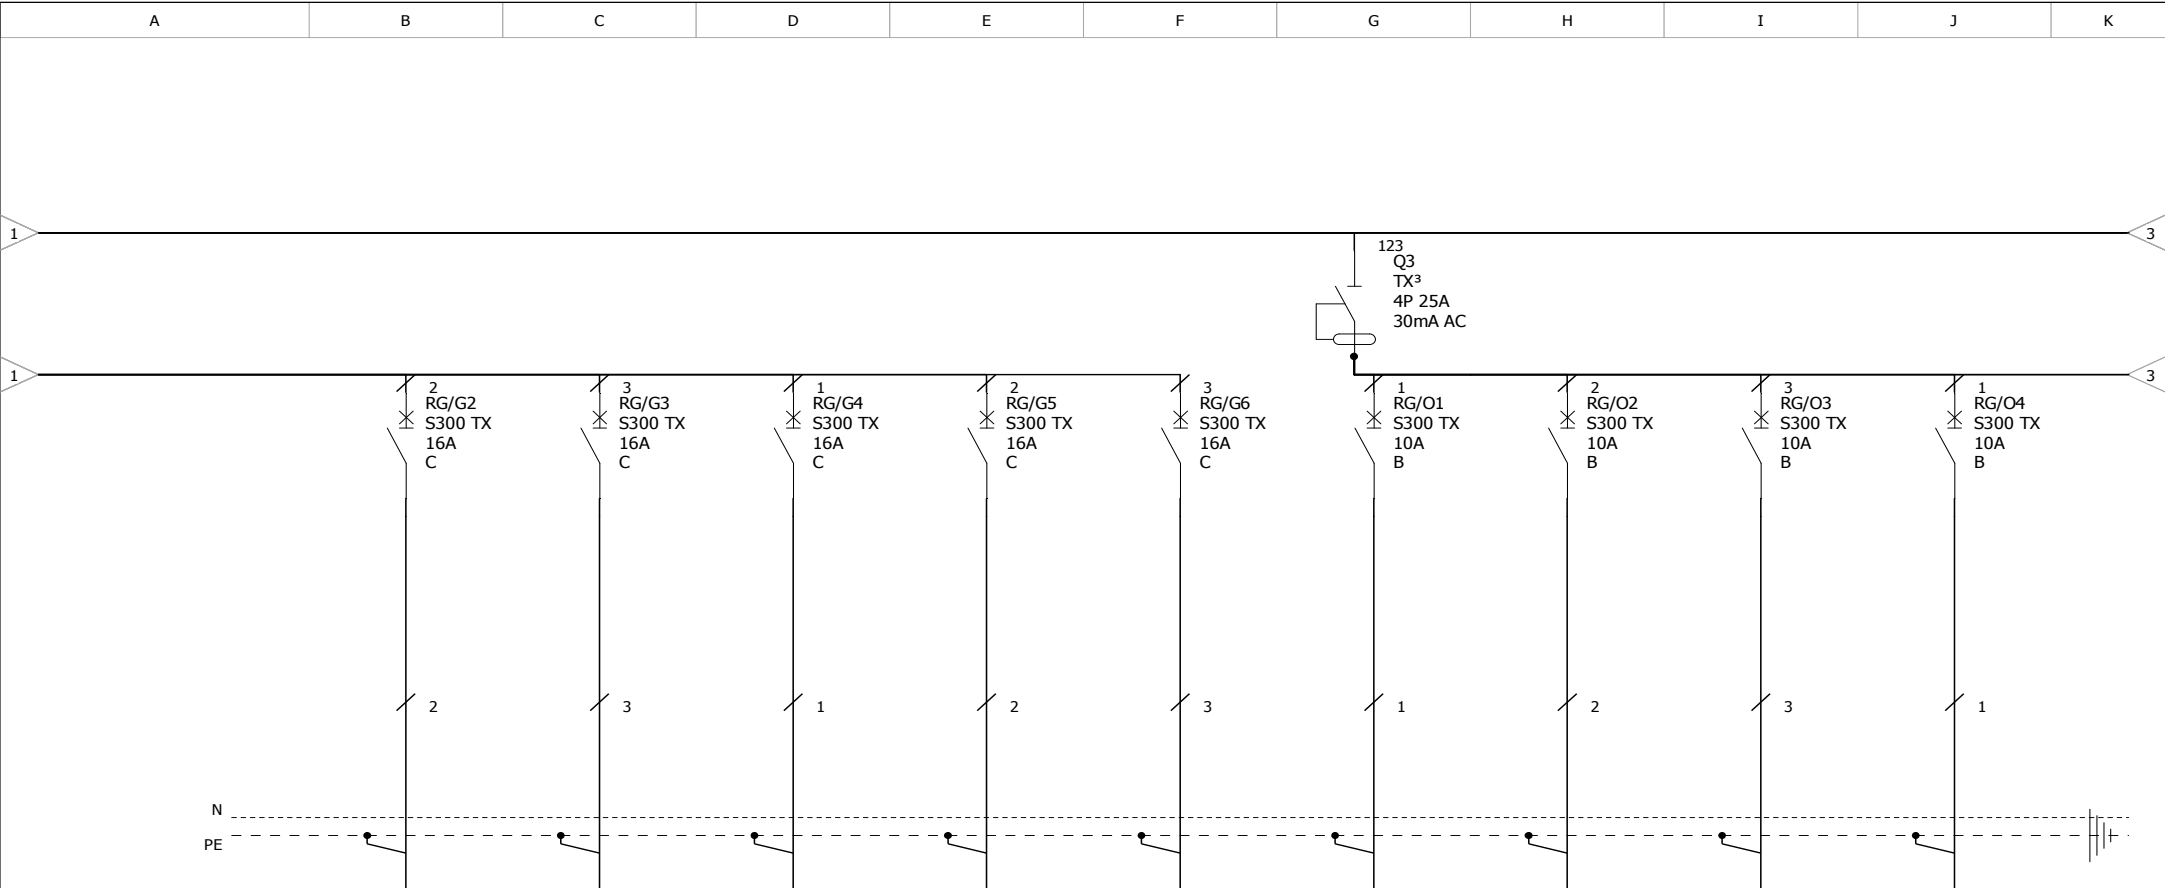 A B C D E F G H I J K
1 3
123
Q3
TX³
4P 25A
30mA AC
1 3
2 3 1 2 3 1 2 3 1
RG/G2 RG/G3 RG/G4 RG/G5 RG/G6 RG/O1 RG/O2 RG/O3 RG/O4
S300 TX S300 TX S300 TX S300 TX S300 TX S300 TX S300 TX S300 TX S300 TX
16A 16A 16A 16A 16A 10A 10A 10A 10A
C C C C C B B B B
2 3 1 2 3 1 2 3 1
N
PE